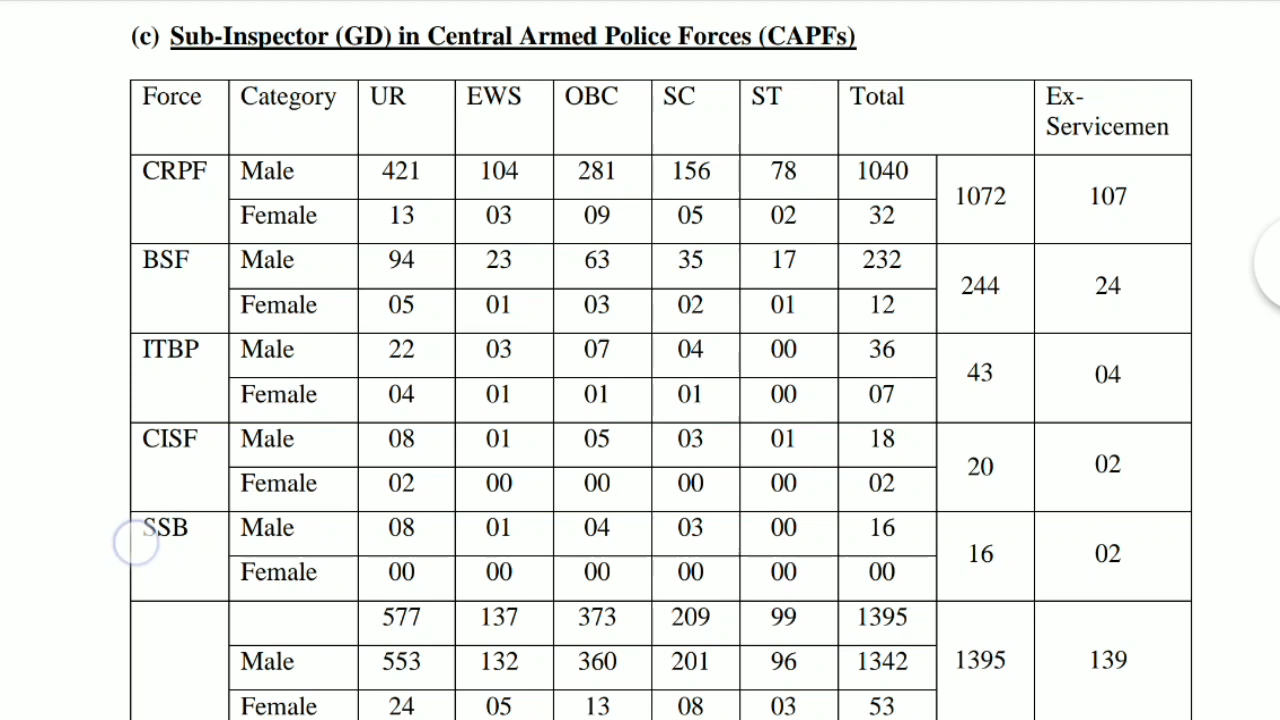 (c) Sub-Inspector (GD) in Central Armed Police Forces (CAPFs)
Force Category UR EWS OBC SC ST Total Ex-
Servicemen
CRPF Male 421 104 281 156 78 1040
1072 107
Female 13 03 09 05 02 32
BSF Male 94 23 63 35 17 232
244 24
Female 05 01 03 02 01 12
ITBP Male 22 03 07 04 00 36
43 04
Female 04 01 01 01 00 07
CISF Male 08 01 05 03 01 18
20 02
Female 02 00 00 00 00 02
SSB Male 08 01 04 03 00 16
16 02
Female 00 00 00 00 00 00
577 137 373 209 99 1395
Male 553 132 360 201 96 1342 1395 139
Female 24 05 13 08 03 53